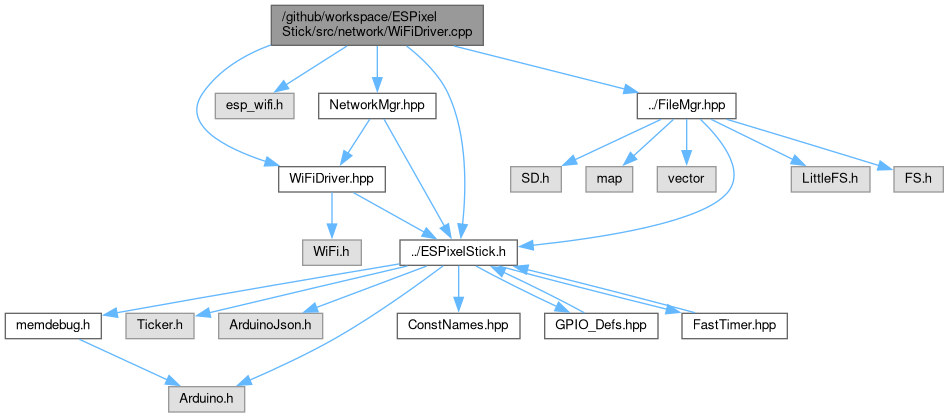 /github/workspace/ESPixel
Stick/src/network/WiFiDriver.cpp
esp_wifi.h
NetworkMgr.hpp
../FileMgr.hpp
WiFiDriver.hpp
SD.h
map
vector
LittleFS.h
FS.h
WiFi.h
../ESPixelStick.h
memdebug.h
Ticker.h
ArduinoJson.h
ConstNames.hpp
GPIO_Defs.hpp
FastTimer.hpp
Arduino.h